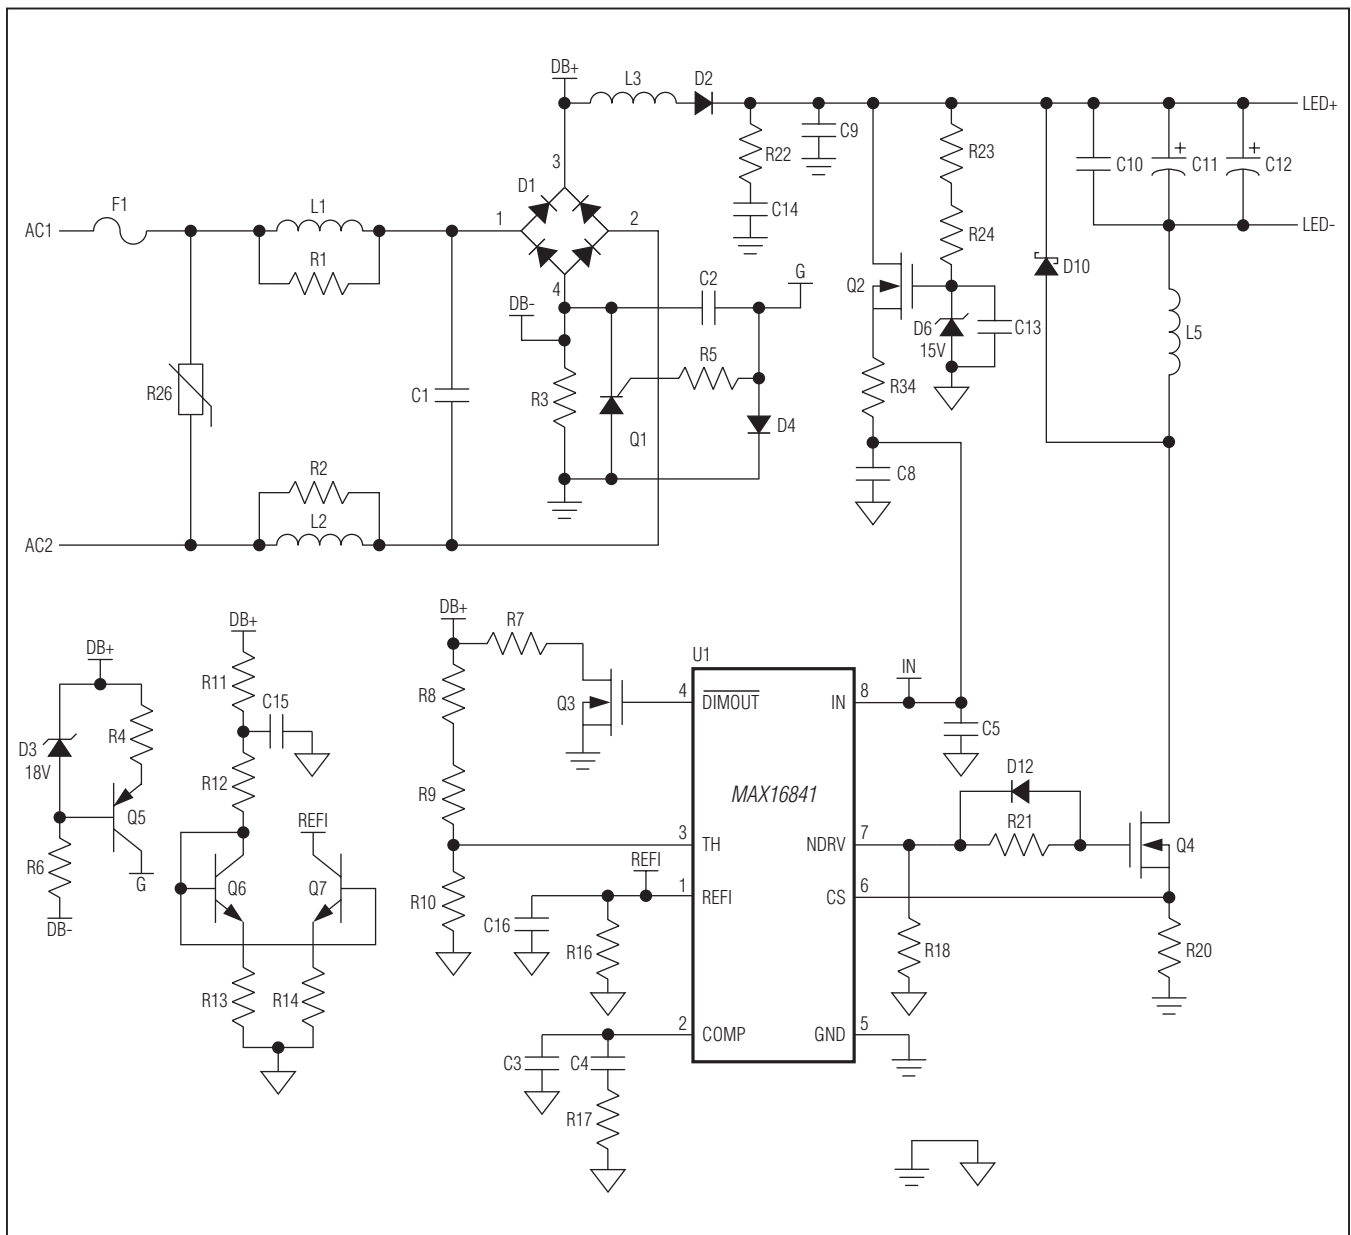 DB+
L3
D2
LED+
C9
R22
R23
C10
C11
+
C12
+
3
D1
F1
L1
1
2
C14
R24
LED-
AC1
R1
C2
G
Q2
D10
4
DB-
D6
15V
C13
L5
R5
R26
C1
R3
R34
Q1
D4
R2
C8
L2
AC2
DB+
DB+
R7
DB+
U1
IN
R11
R8
Q3
4
DIMOUT
IN
8
C15
C5
D3
18V
R4
R12
R9
MAX16841
D12
Q5
REFI
R21
3
TH
NDRV
7
Q4
R6
REFI
G
Q6
Q7
R10
1
REFI
CS
6
DB-
C16
R16
R18
R20
R13
R14
2
COMP
GND
5
C3
C4
R17